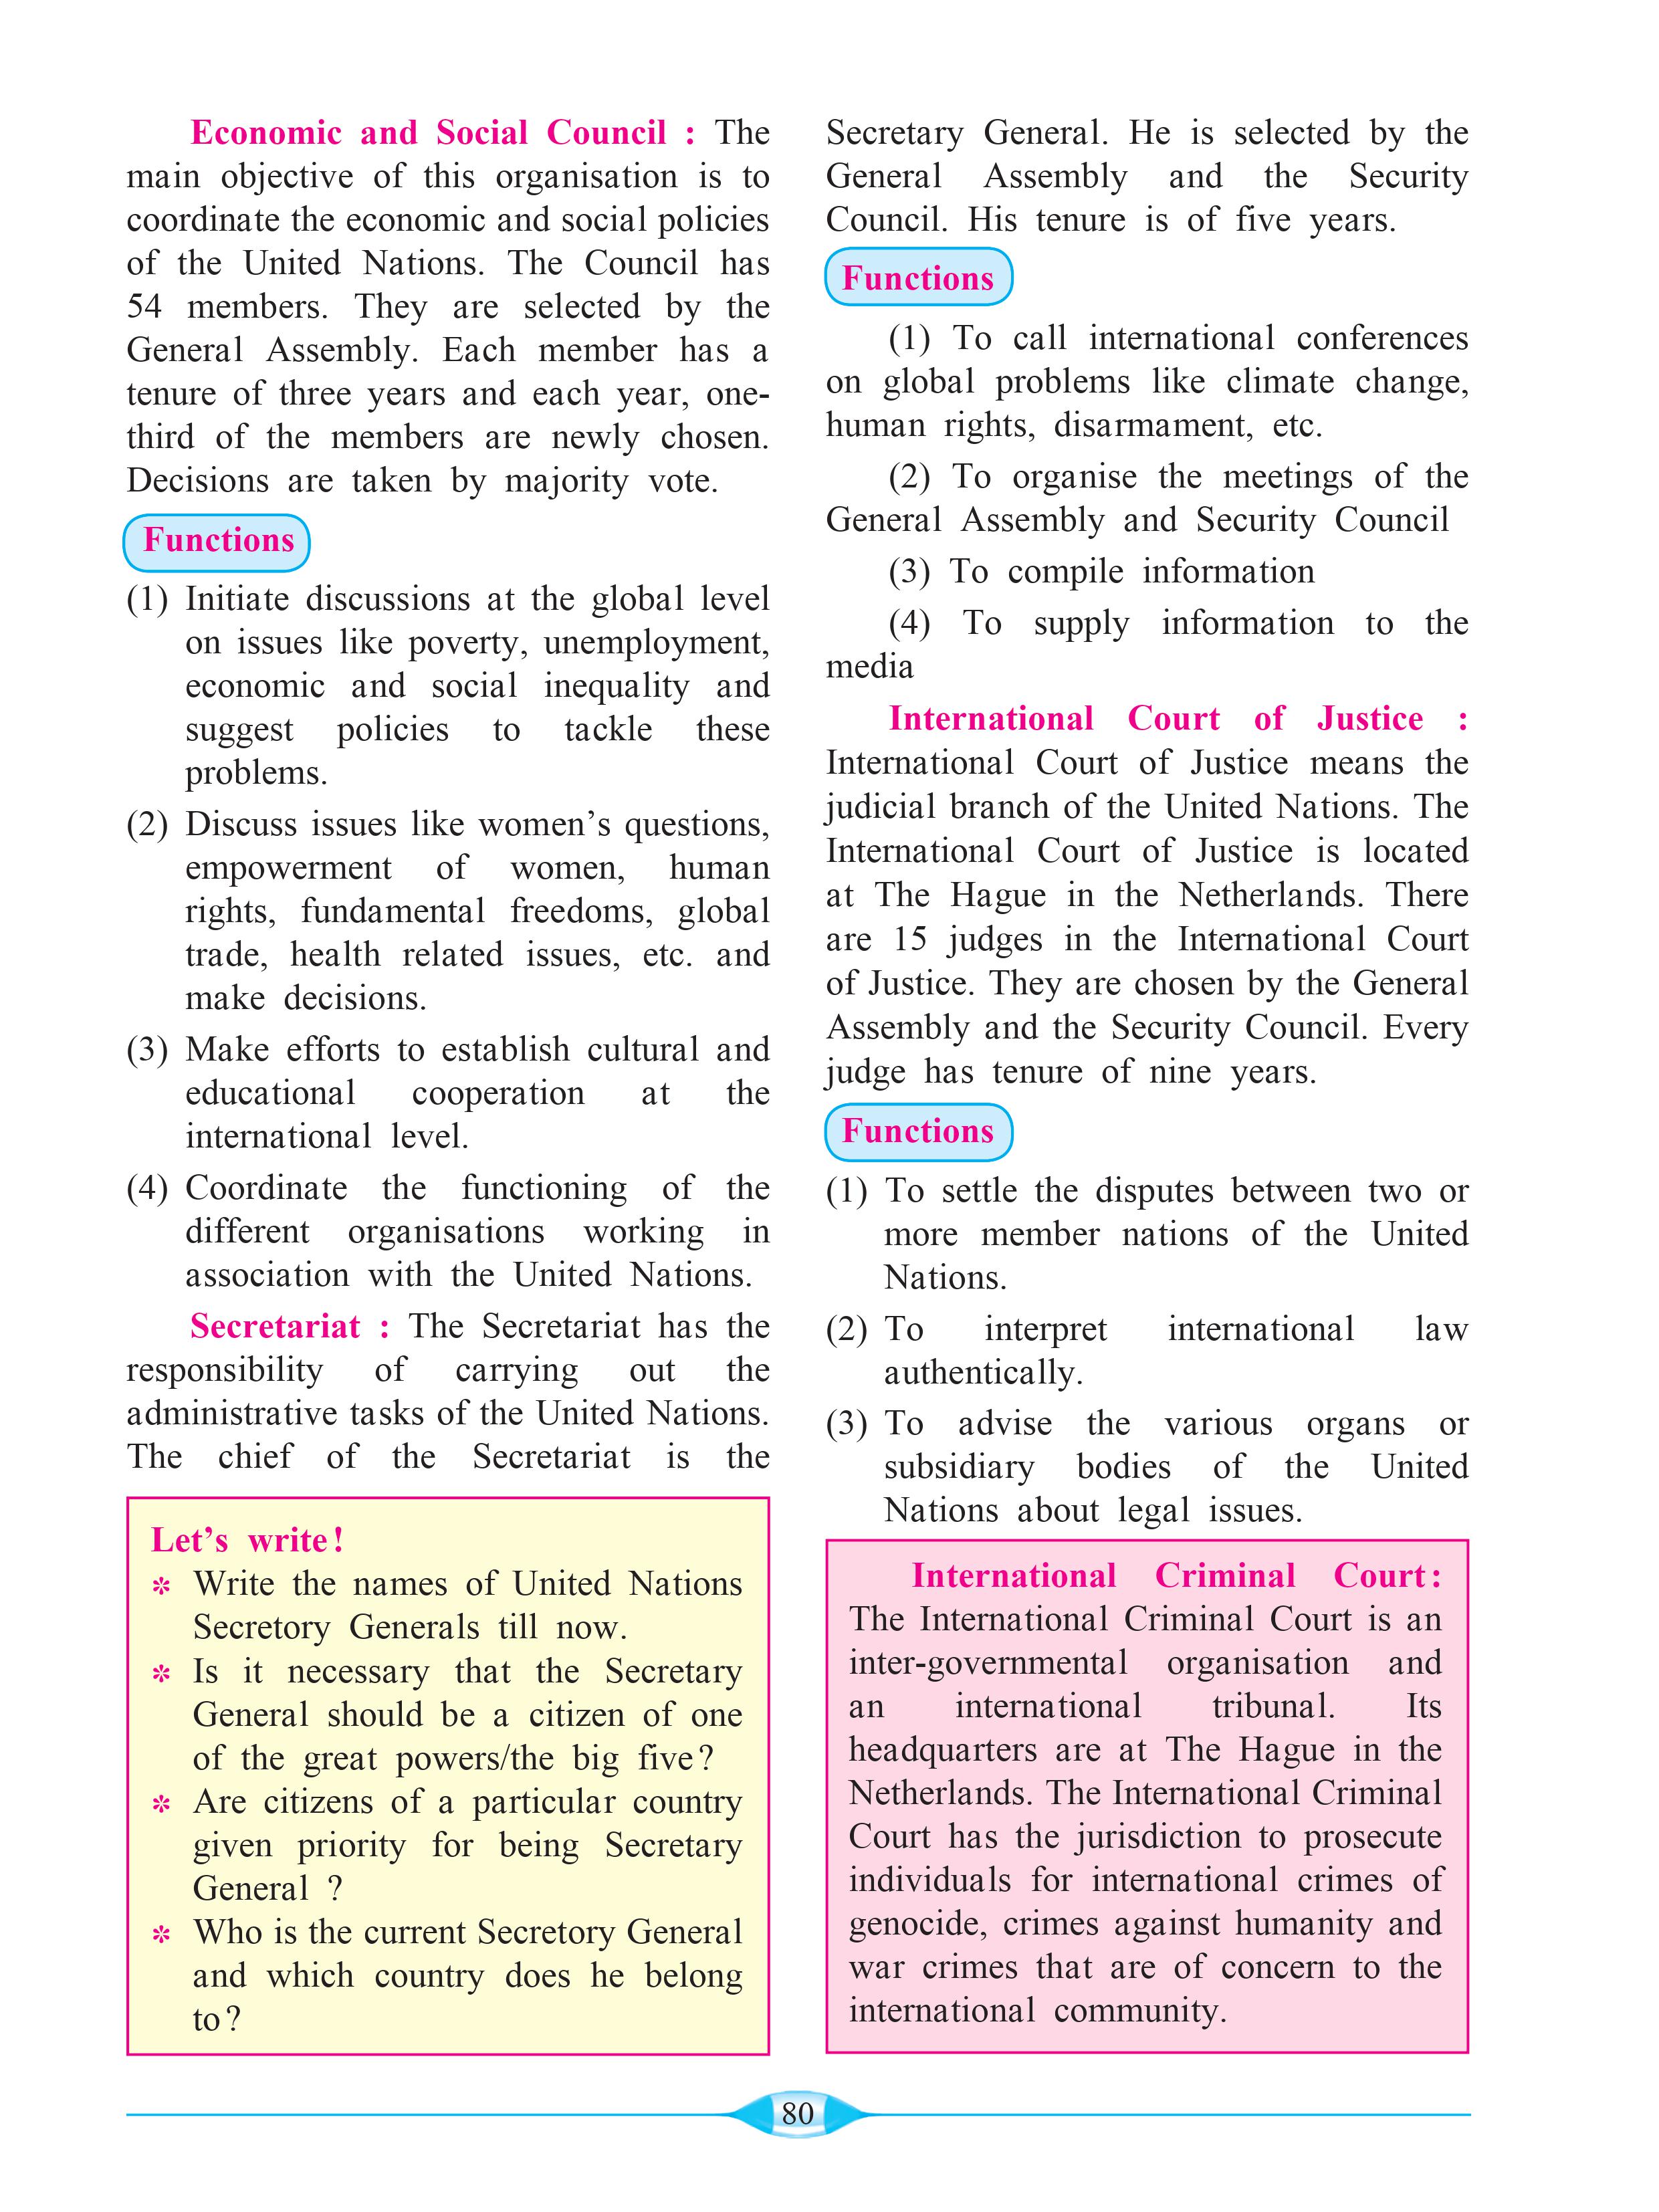 Economic and Social Council : The
main objective of this organisation is to
coordinate the economic and social policies
of the United Nations. The Council has
54 members. They are selected by the
General Assembly. Each member has a
tenure of three years and each year, one-
third of the members are newly chosen.
Decisions are taken by majority vote.
Functions
(1) Initiate discussions at the global level
on issues like poverty, unemployment,
economic and social inequality and
suggest policies to tackle these
problems.
(2) Discuss issues like women’s questions,
empowerment of women, human
rights, fundamental freedoms, global
trade, health related issues, etc. and
make decisions.
(3) Make efforts to establish cultural and
educational cooperation at the
international level.
(4) Coordinate the functioning of the
different organisations working in
association with the United Nations.
Secretariat : The Secretariat has the
responsibility of carrying out the
administrative tasks of the United Nations.
The chief of the Secretariat is the
Let’s write!
✽ Write the names of United Nations
Secretory Generals till now.
✽ Is it necessary that the Secretary
General should be a citizen of one
of the great powers/the big five?
✽ Are citizens of a particular country
given priority for being Secretary
General ?
✽ Who is the current Secretory General
and which country does he belong
to?
Secretary General. He is selected by the
General Assembly and the Security
Council. His tenure is of five years.
Functions
(1) To call international conferences
on global problems like climate change,
human rights, disarmament, etc.
(2) To organise the meetings of the
General Assembly and Security Council
(3) To compile information
(4) To supply information to the
media
International Court of Justice :
International Court of Justice means the
judicial branch of the United Nations. The
International Court of Justice is located
at The Hague in the Netherlands. There
are 15 judges in the International Court
of Justice. They are chosen by the General
Assembly and the Security Council. Every
judge has tenure of nine years.
Functions
(1) To settle the disputes between two or
more member nations of the United
Nations.
(2) To interpret international law
authentically.
(3) To advise the various organs or
subsidiary bodies of the United
Nations about legal issues.
International Criminal Court:
The International Criminal Court is an
inter-governmental organisation and
an international tribunal. Its
headquarters are at The Hague in the
Netherlands. The International Criminal
Court has the jurisdiction to prosecute
individuals for international crimes of
genocide, crimes against humanity and
war crimes that are of concern to the
international community.
80